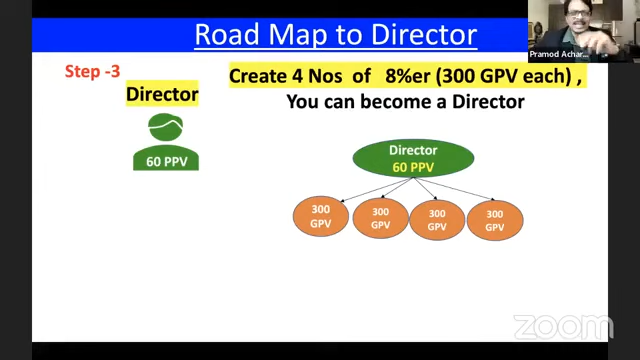 Road Map to Director
Pramod Achar...
Step -3
Director
60 PPV
Create 4 Nos of 8%er (300 GPV each) ,
You can become a Director
Director
60 PPV
300
GPV
300
GPV
300
GPV
300
GPV
zoom